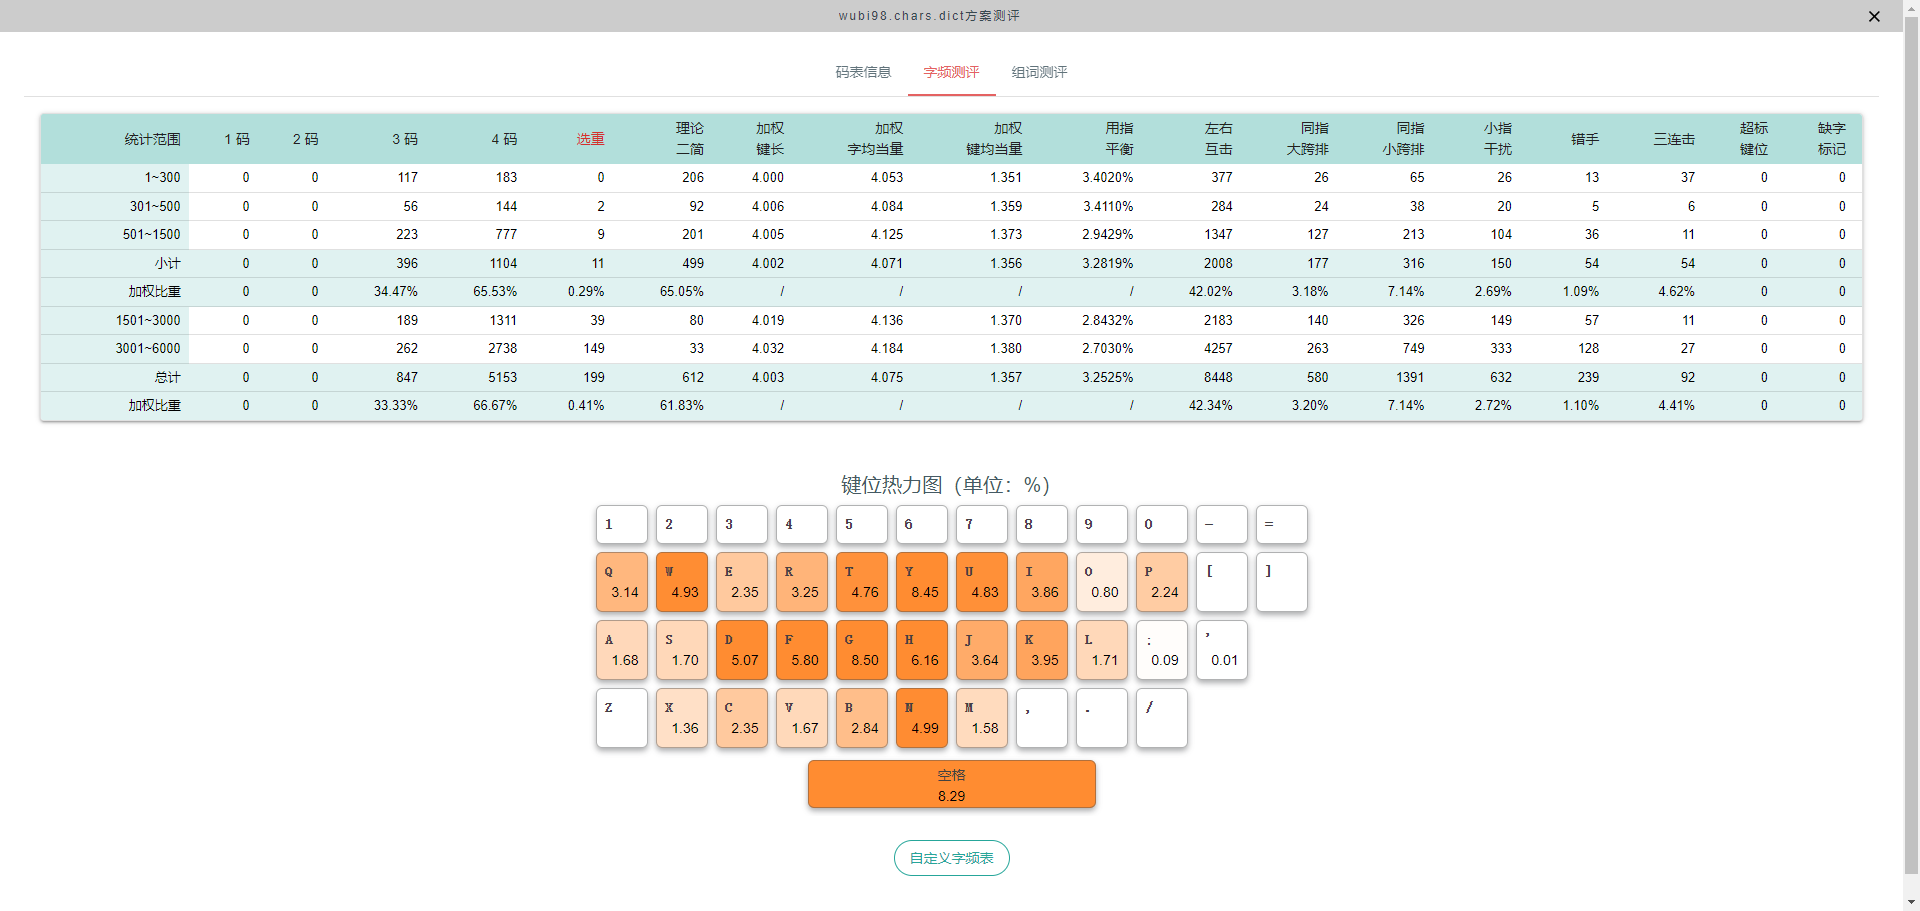 wubi98.chars.dict方案测评
码表信息 字频测评 组词测评
统计范围 1 码 2 码 3 码 4 码 选重 理论二简 加权键长 加权字均当量 加权键均当量 用指平衡 左右互击 同指大跨排 同指小跨排 小指干扰 错手 三连击 超标键位 缺字标记
1~300 0 0 117 183 0 206 4.000 4.053 1.351 3.4020% 377 26 65 26 13 37 0 0
301~500 0 0 56 144 2 92 4.006 4.084 1.359 3.4110% 284 24 38 20 5 6 0 0
501~1500 0 0 223 777 9 201 4.005 4.125 1.373 2.9429% 1347 127 213 104 36 11 0 0
小计 0 0 396 1104 11 499 4.002 4.071 1.356 3.2819% 2008 177 316 150 54 54 0 0
加权比重 0 0 34.47% 65.53% 0.29% 65.05% / / / / 42.02% 3.18% 7.14% 2.69% 1.09% 4.62% 0 0
1501~3000 0 0 189 1311 39 80 4.019 4.136 1.370 2.8432% 2183 140 326 149 57 11 0 0
3001~6000 0 0 262 2738 149 33 4.032 4.184 1.380 2.7030% 4257 263 749 333 128 27 0 0
总计 0 0 847 5153 199 612 4.003 4.075 1.357 3.2525% 8448 580 1391 632 239 92 0 0
加权比重 0 0 33.33% 66.67% 0.41% 61.83% / / / / 42.34% 3.20% 7.14% 2.72% 1.10% 4.41% 0 0
键位热力图（单位：%）
1 2 3 4 5 6 7 8 9 0 - =
Q W E R T Y U I O P [ ]
3.14 4.93 2.35 3.25 4.76 8.45 4.83 3.86 0.80 2.24
A S D F G H J K L ; '
1.68 1.70 5.07 5.80 8.50 6.16 3.64 3.95 1.71 0.09 0.01
Z X C V B N M , . /
1.36 2.35 1.67 2.84 4.99 1.58
空格
8.29
自定义字频表